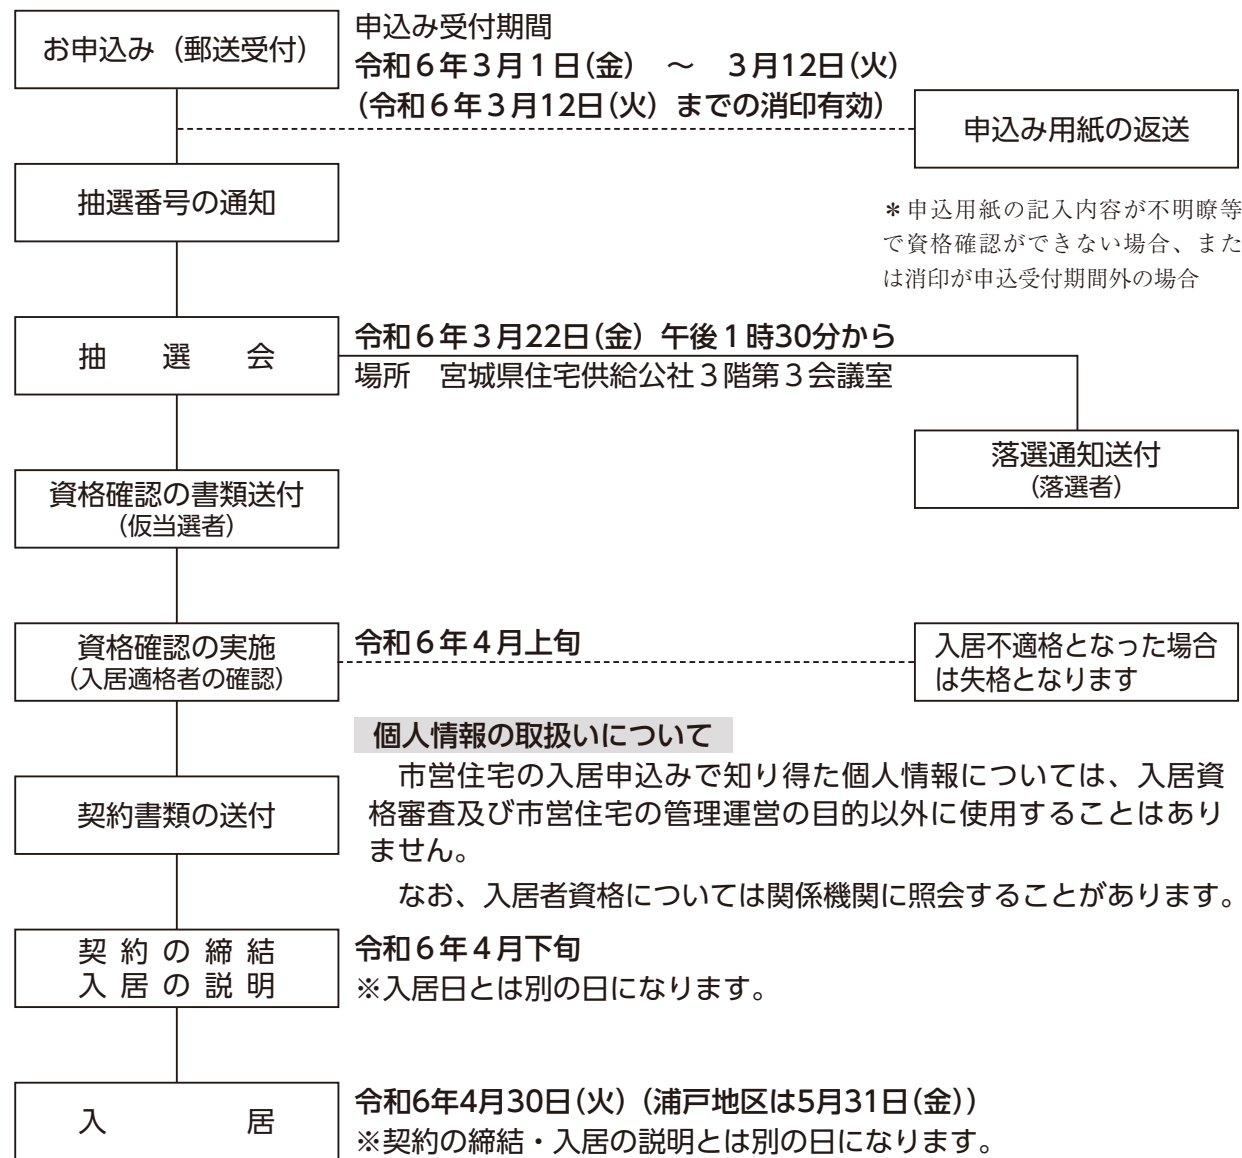 お申込み（郵送受付）
申込み受付期間
令和６年３月１日（金）　～　３月12日（火）
（令和６年３月12日（火）までの消印有効）
申込み用紙の返送
抽選番号の通知
＊申込用紙の記入内容が不明瞭等
で資格確認ができない場合、また
は消印が申込受付期間外の場合
抽　選　会
令和６年３月22日（金）午後１時30分から
場所　宮城県住宅供給公社３階第３会議室
落選通知送付
（落選者）
資格確認の書類送付
（仮当選者）
資格確認の実施
（入居適格者の確認）
令和６年４月上旬
入居不適格となった場合
は失格となります
個人情報の取扱いについて
　市営住宅の入居申込みで知り得た個人情報については、入居資
格審査及び市営住宅の管理運営の目的以外に使用することはあり
ません。
　なお、入居者資格については関係機関に照会することがあります。
契約書類の送付
契約の締結
入居の説明
令和６年４月下旬
※入居日とは別の日になります。
入　　　居
令和6年4月30日（火）（浦戸地区は5月31日（金））
※契約の締結・入居の説明とは別の日になります。